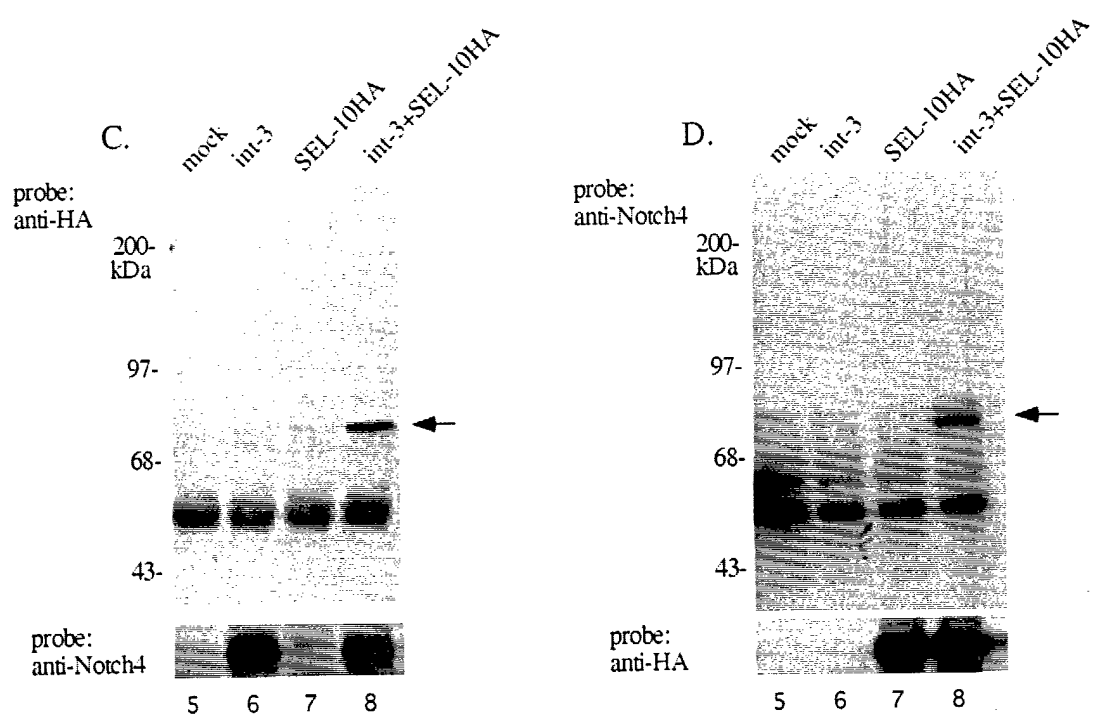 C.
mock
int-3
SEL-10HA
int-3+SEL-10HA
probe:
anti-HA
200-
kDa
97-
68-
43-
probe:
anti-Notch4
5 6 7 8
D.
mock
int-3
SEL-10HA
int-3+SEL-10HA
probe:
anti-Notch4
200-
kDa
97-
68-
43-
probe:
anti-HA
5 6 7 8